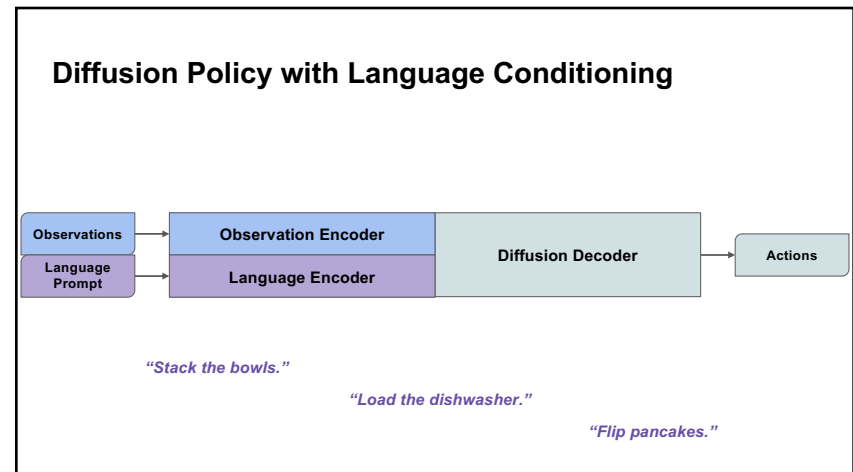 Diffusion Policy with Language Conditioning
Observations
Observation Encoder
Language
Prompt
Language Encoder
Diffusion Decoder
Actions
“Stack the bowls.”
“Load the dishwasher.”
“Flip pancakes.”